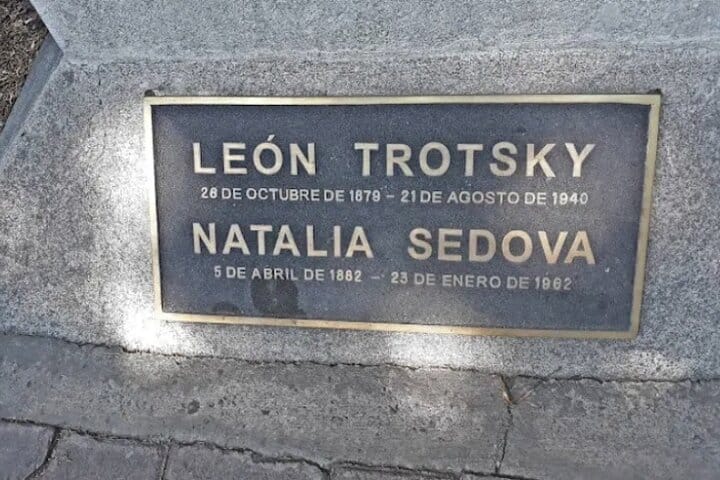 LEÓN TROTSKY
26 DE OCTUBRE DE 1879 – 21 DE AGOSTO DE 1940
NATALIA SEDOVA
5 DE ABRIL DE 1882 – 23 DE ENERO DE 1962